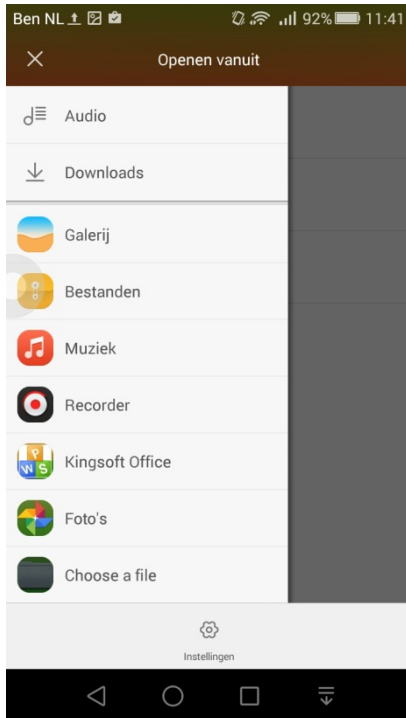 Ben NL 92% 11:41
Openen vanuit
Audio
Downloads
Galerij
Bestanden
Muziek
Recorder
P
W S
Kingsoft Office
Foto's
Choose a file
Instellingen